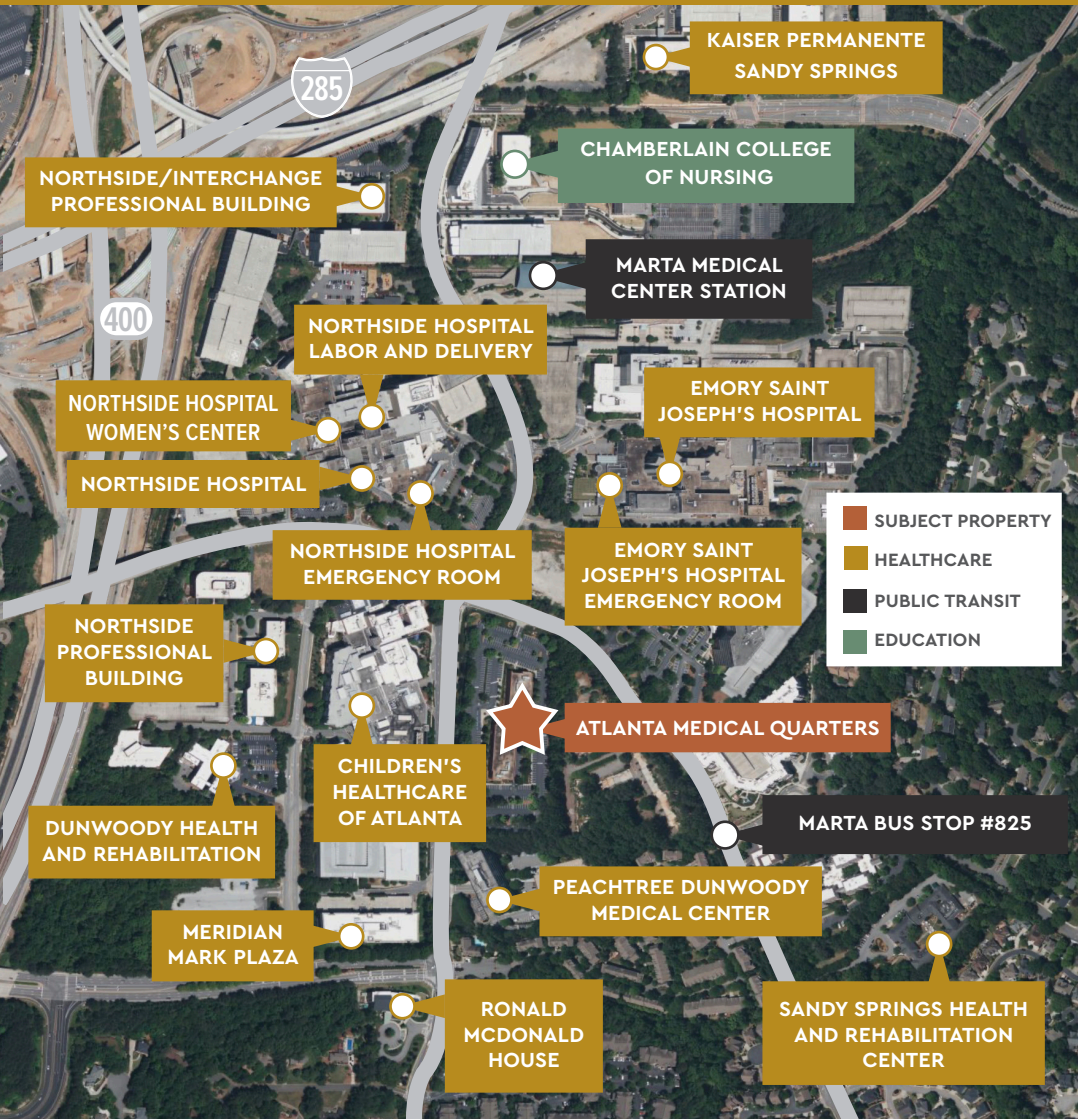 KAISER PERMANENTE
SANDY SPRINGS
285
CHAMBERLAIN COLLEGE
OF NURSING
NORTHSIDE/INTERCHANGE
PROFESSIONAL BUILDING
MARTA MEDICAL
CENTER STATION
400
NORTHSIDE HOSPITAL
LABOR AND DELIVERY
EMORY SAINT
JOSEPH'S HOSPITAL
NORTHSIDE HOSPITAL
WOMEN'S CENTER
NORTHSIDE HOSPITAL
NORTHSIDE HOSPITAL
EMERGENCY ROOM
EMORY SAINT
JOSEPH'S HOSPITAL
EMERGENCY ROOM
SUBJECT PROPERTY
HEALTHCARE
PUBLIC TRANSIT
EDUCATION
NORTHSIDE
PROFESSIONAL
BUILDING
ATLANTA MEDICAL QUARTERS
CHILDREN'S
HEALTHCARE
OF ATLANTA
DUNWOODY HEALTH
AND REHABILITATION
MARTA BUS STOP #825
PEACHTREE DUNWOODY
MEDICAL CENTER
MERIDIAN
MARK PLAZA
RONALD
MCDONALD
HOUSE
SANDY SPRINGS HEALTH
AND REHABILITATION
CENTER